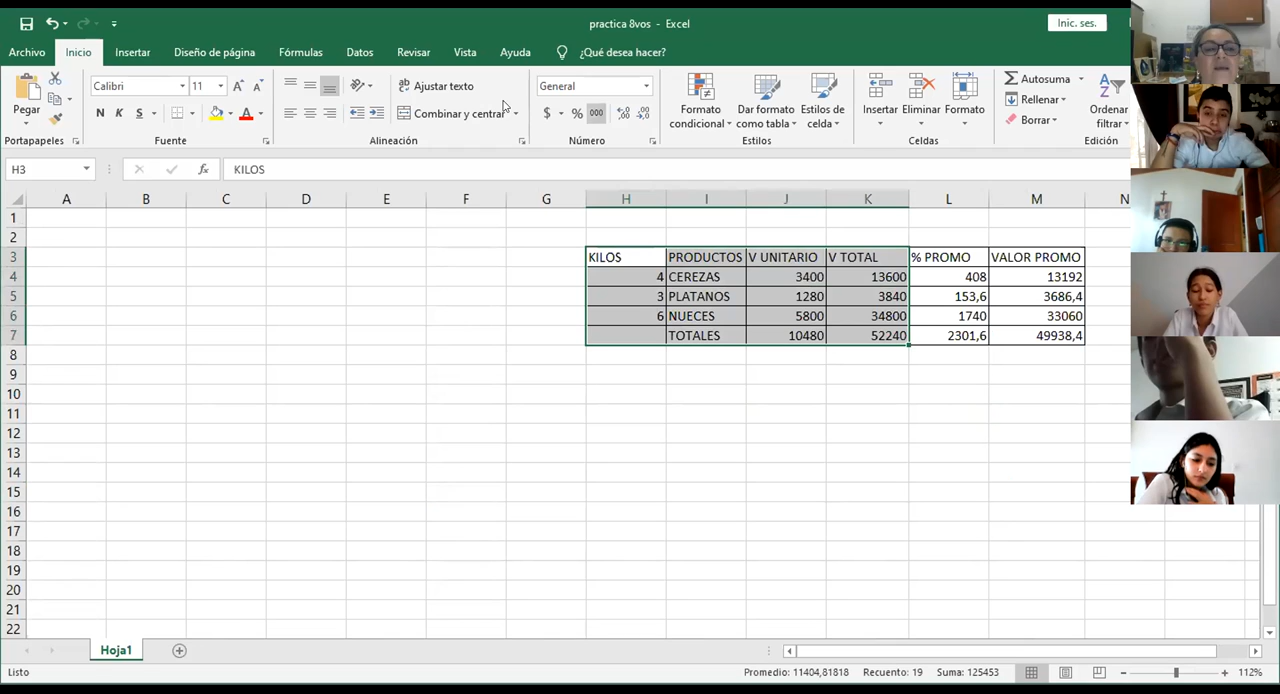 practica 8vos - Excel
Inic. ses.
Archivo Inicio Insertar Diseño de página Fórmulas Datos Revisar Vista Ayuda ¿Qué desea hacer?
Pegar
Calibri 11
N K S
Ajustar texto
Combinar y centrar
General
$ % 000
Formato condicional
Dar formato como tabla
Estilos de celda
Insertar Eliminar Formato
Autosuma
Rellenar
Borrar
Ordenar filtrar
Portapapeles Fuente Alineación Número Estilos Celdas Edición
H3 fx KILOS
A B C D E F G H I J K L M N
1
2
3 KILOS PRODUCTOS V UNITARIO V TOTAL % PROMO VALOR PROMO
4 4 CEREZAS 3400 13600 408 13192
5 3 PLATANOS 1280 3840 153,6 3686,4
6 6 NUECES 5800 34800 1740 33060
7 TOTALES 10480 52240 2301,6 49938,4
8
9
10
11
12
13
14
15
16
17
18
19
20
21
22
Hoja1
Listo Promedio: 11404,81818 Recuento: 19 Suma: 125453 112%